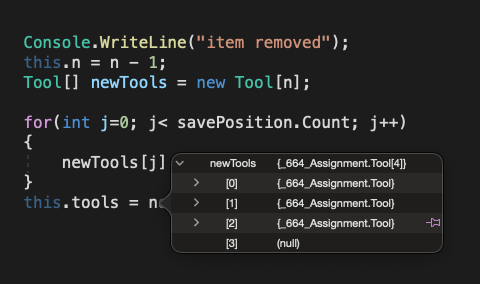 Console.WriteLine("item removed");
this.n = n - 1;
Tool[] newTools = new Tool[n];
for(int j=0; j< savePosition.Count; j++)
{
newTools[j]
newTools {_664_Assignment.Tool[4]}
[0] {_664_Assignment.Tool}
}
[1] {_664_Assignment.Tool}
this.tools = n
[2] {_664_Assignment.Tool}
[3] (null)